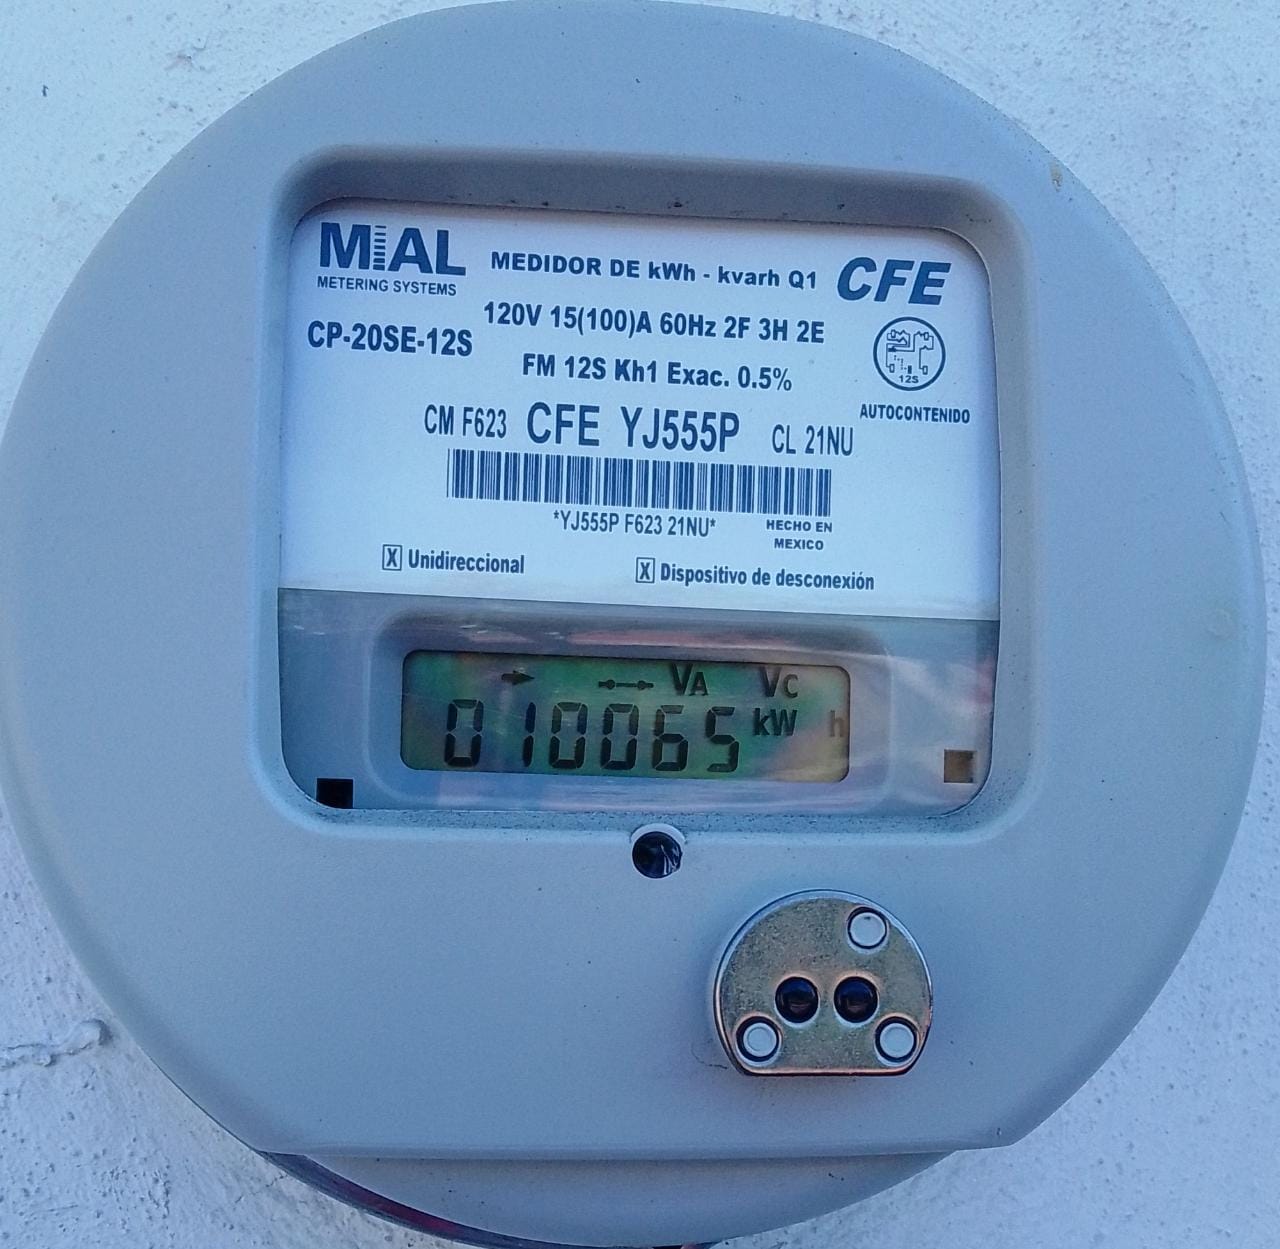 MIAL
METERING SYSTEMS
MEDIDOR DE kWh - kvarh Q1
CFE
120V 15(100)A 60Hz 2F 3H 2E
CP-20SE-12S
FM 12S Kh1 Exac. 0.5%
12S
AUTOCONTENIDO
CM F623 CFE YJ555P CL 21NU
*YJ555P F623 21NU*
HECHO EN
MEXICO
X Unidireccional
X Dispositivo de desconexión
VA VC
010065 kW h